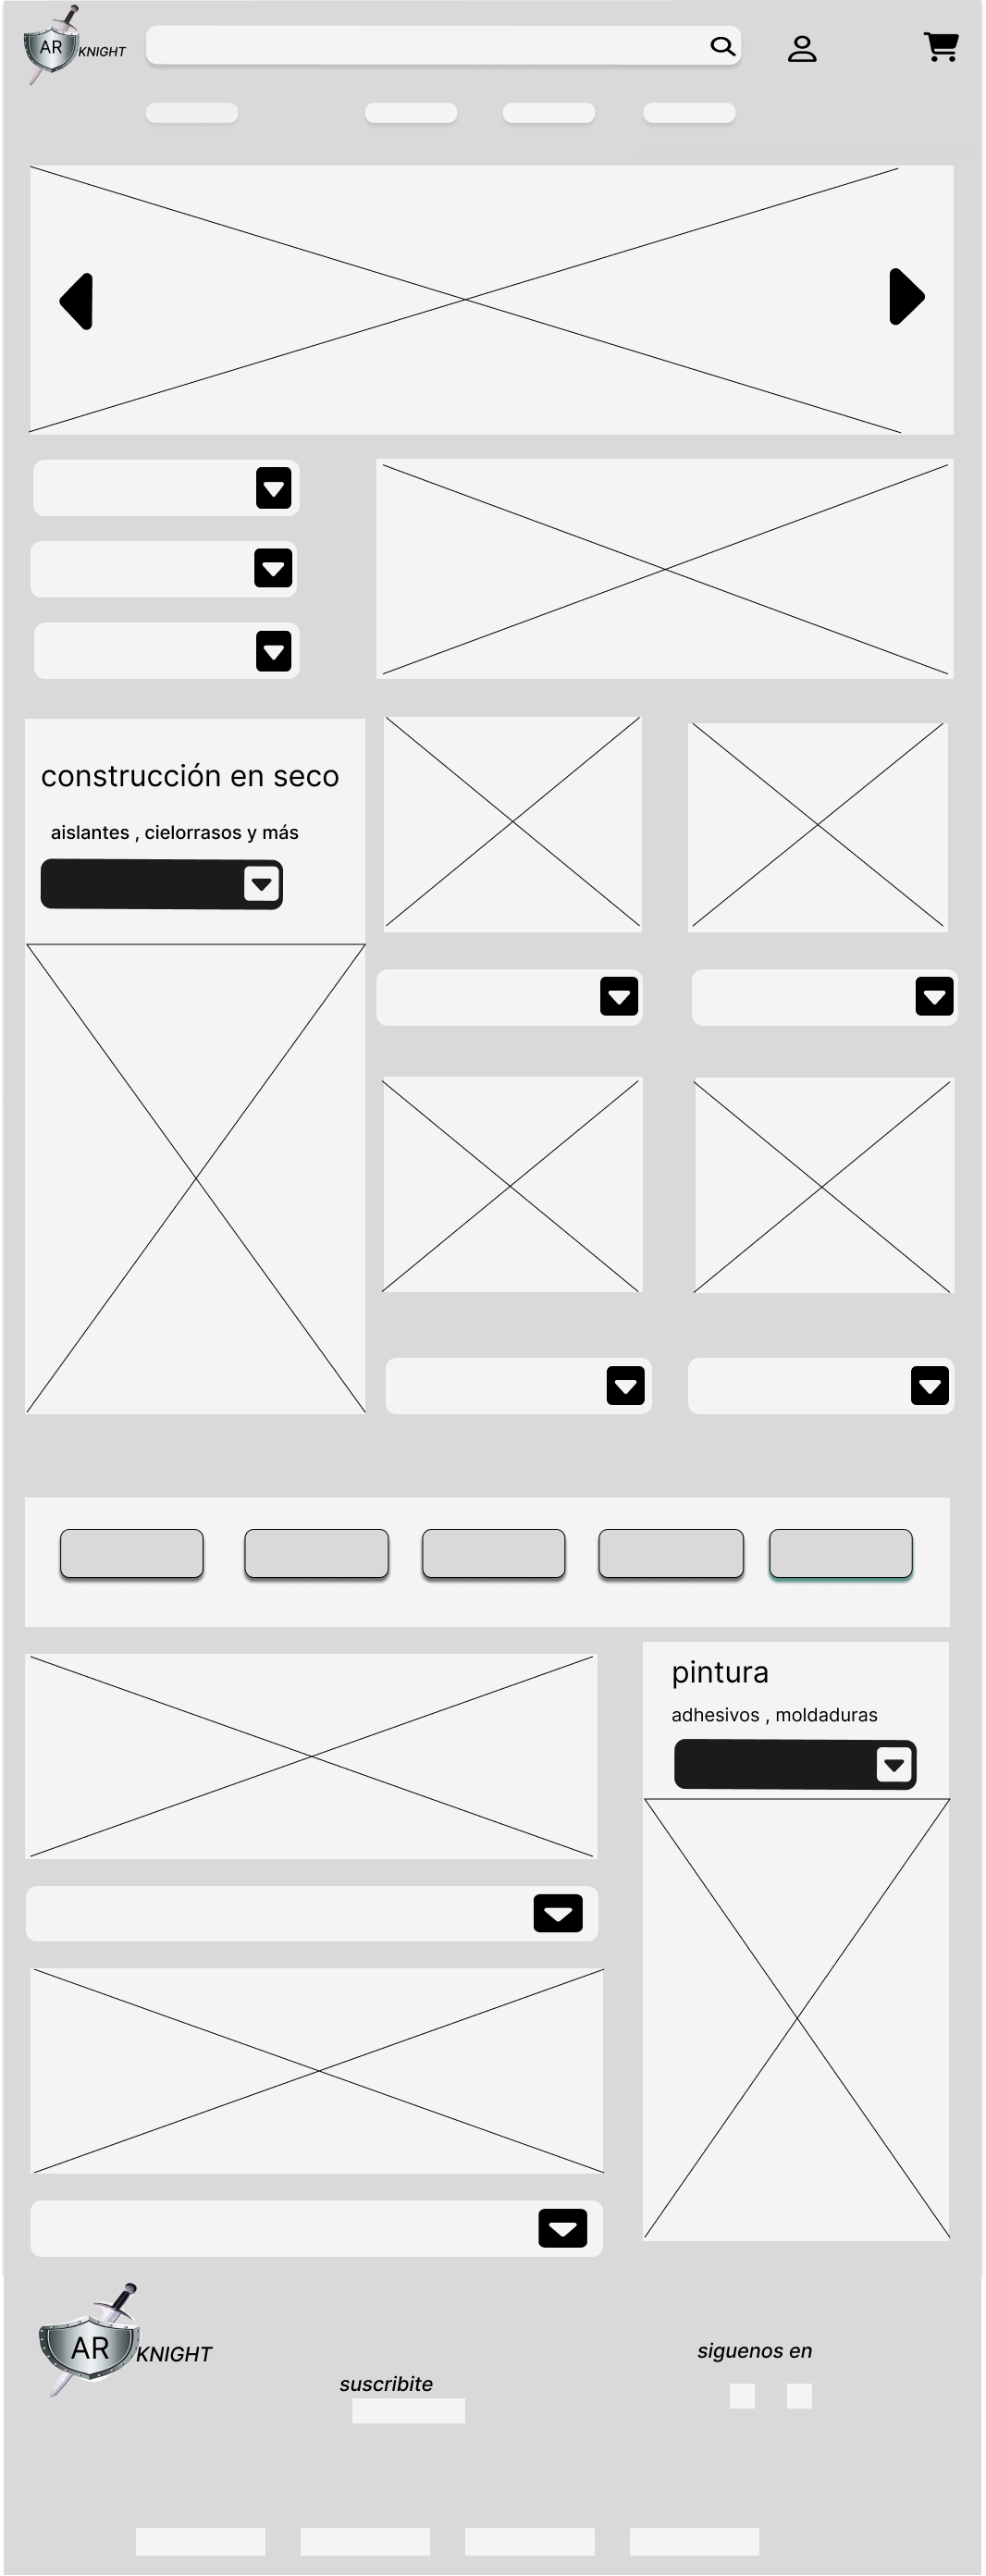 AR
KNIGHT
construcción en seco
aislantes , cielorrasos y más
pintura
adhesivos , moldaduras
AR
KNIGHT
siguenos en
suscribite